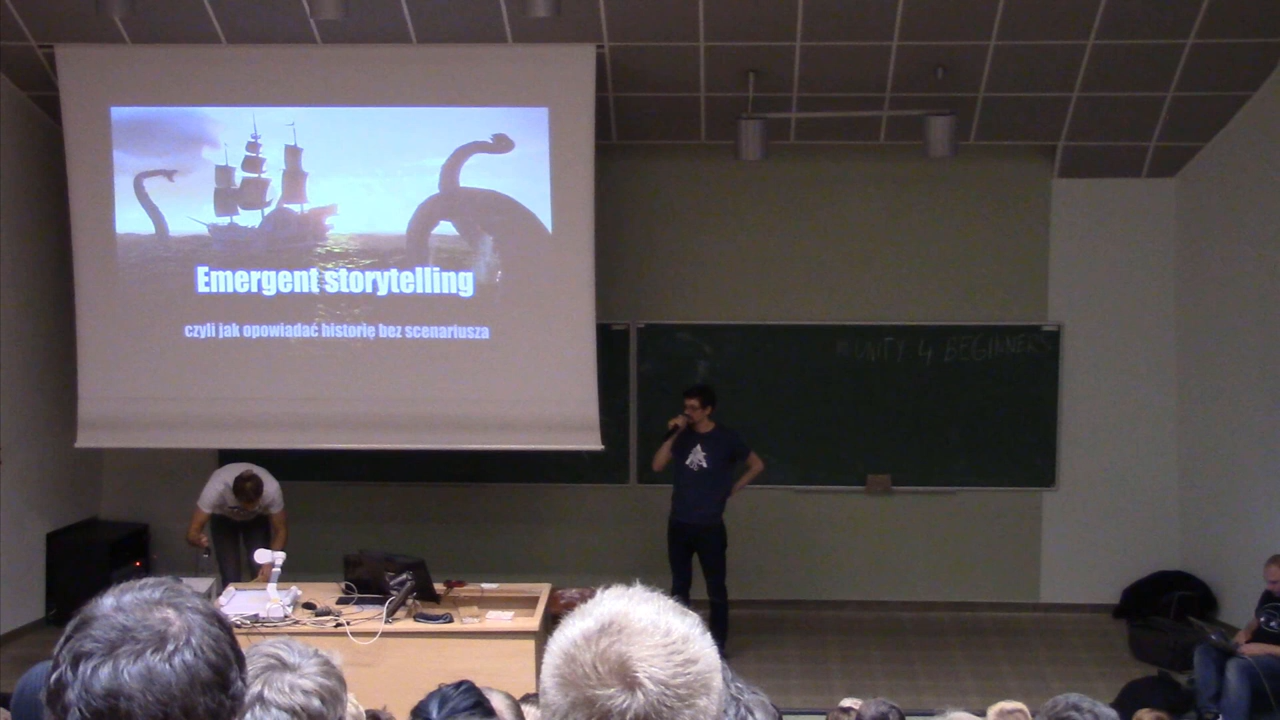 Emergent storytelling
czyli jak opowiadać historię bez scenariusza
UNITY 4 BEGINNERS